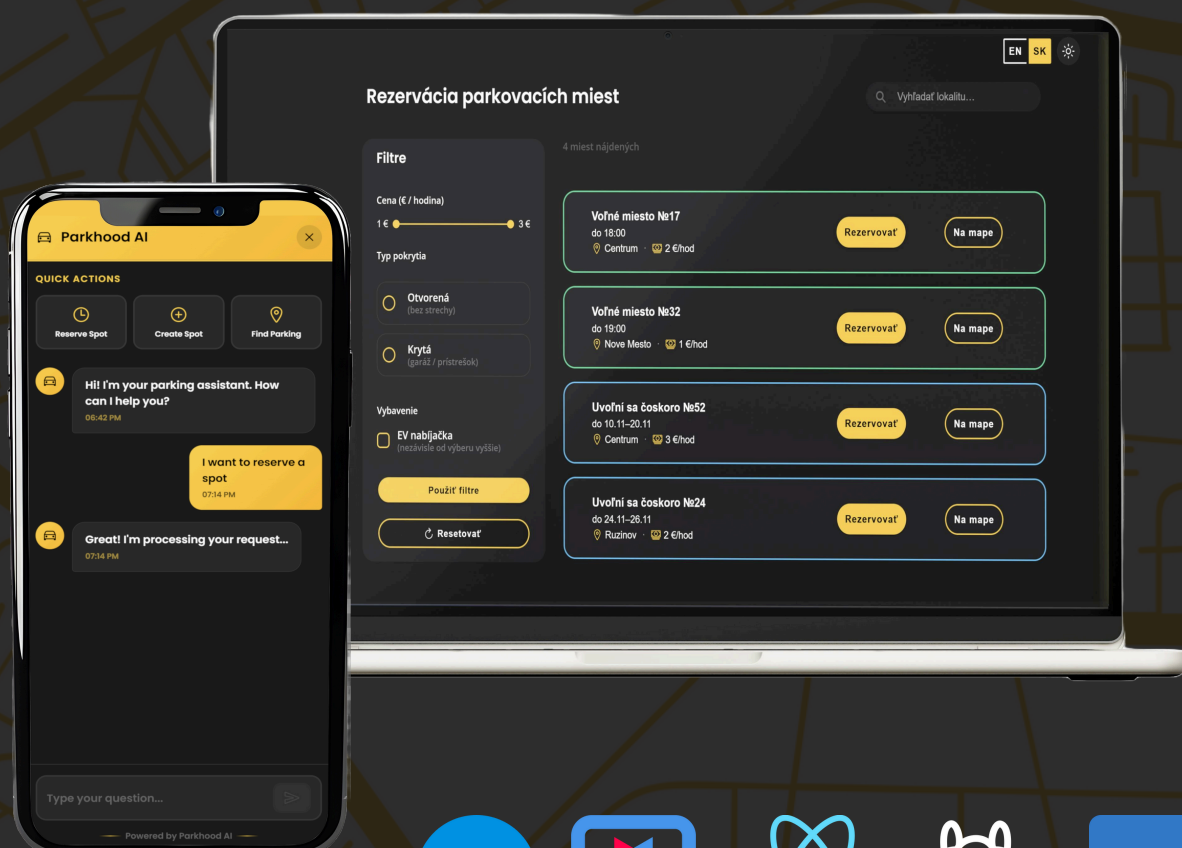 EN SK
Rezervácia parkovacích miest
Vyhľadať lokalitu...
Filtre
Cena (€ / hodina)
1 € 3 €
Typ pokrytia
Otvorená
(bez strechy)
Krytá
(garáž / prístrešok)
Vybavenie
EV nabíjačka
(nezávisle od výberu vyššie)
Použiť filtre
Resetovať
4 miest nájdených
Voľné miesto №17
do 18:00
Centrum · 2 €/hod
Rezervovať
Na mape
Voľné miesto №32
do 19:00
Nove Mesto · 1 €/hod
Rezervovať
Na mape
Uvoľní sa čoskoro №52
do 10.11–20.11
Centrum · 3 €/hod
Rezervovať
Na mape
Uvoľní sa čoskoro №24
do 24.11–26.11
Ruzinov · 2 €/hod
Rezervovať
Na mape
Parkhood AI
QUICK ACTIONS
Reserve Spot
Create Spot
Find Parking
Hi! I'm your parking assistant. How
can I help you?
06:42 PM
I want to reserve a
spot
07:14 PM
Great! I'm processing your request...
07:14 PM
Type your question...
Powered by Parkhood AI